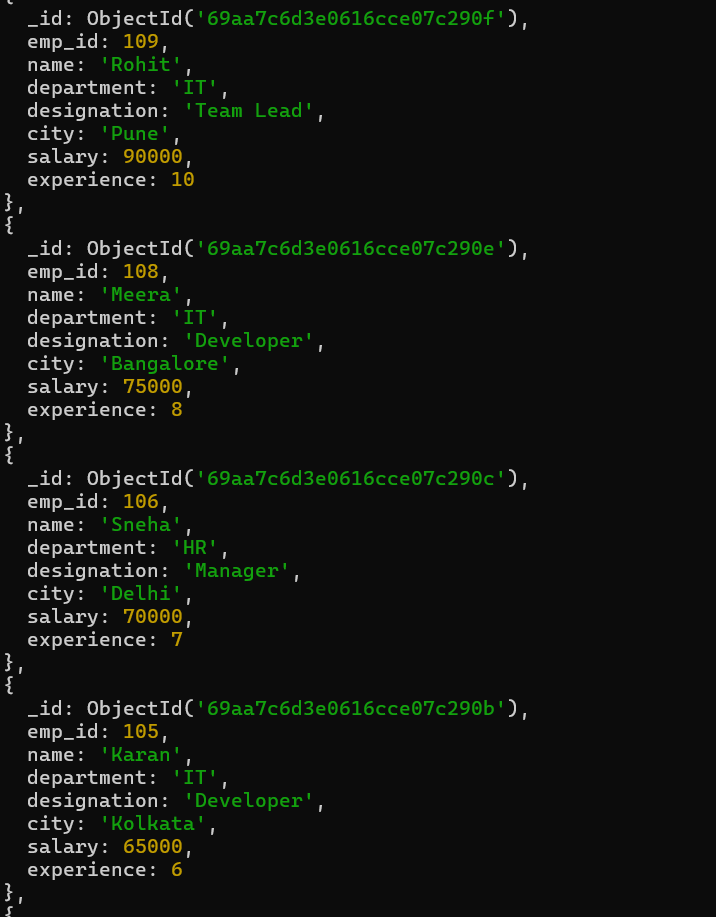 {
  _id: ObjectId('69aa7c6d3e0616cce07c290f'),
  emp_id: 109,
  name: 'Rohit',
  department: 'IT',
  designation: 'Team Lead',
  city: 'Pune',
  salary: 90000,
  experience: 10
},
{
  _id: ObjectId('69aa7c6d3e0616cce07c290e'),
  emp_id: 108,
  name: 'Meera',
  department: 'IT',
  designation: 'Developer',
  city: 'Bangalore',
  salary: 75000,
  experience: 8
},
{
  _id: ObjectId('69aa7c6d3e0616cce07c290c'),
  emp_id: 106,
  name: 'Sneha',
  department: 'HR',
  designation: 'Manager',
  city: 'Delhi',
  salary: 70000,
  experience: 7
},
{
  _id: ObjectId('69aa7c6d3e0616cce07c290b'),
  emp_id: 105,
  name: 'Karan',
  department: 'IT',
  designation: 'Developer',
  city: 'Kolkata',
  salary: 65000,
  experience: 6
},
{